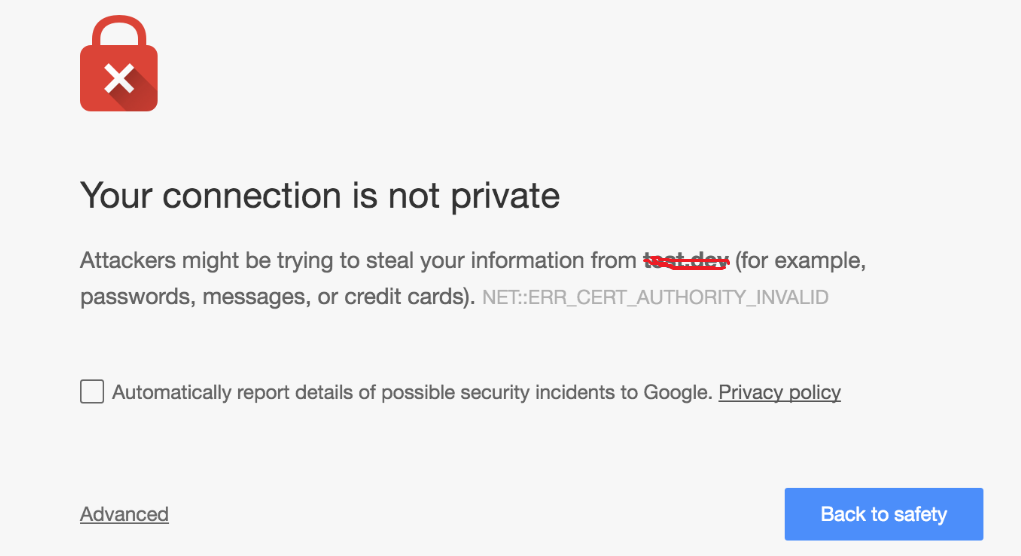 Your connection is not private
Attackers might be trying to steal your information from test.dev (for example,
passwords, messages, or credit cards). NET::ERR_CERT_AUTHORITY_INVALID
Automatically report details of possible security incidents to Google. Privacy policy
Advanced
Back to safety